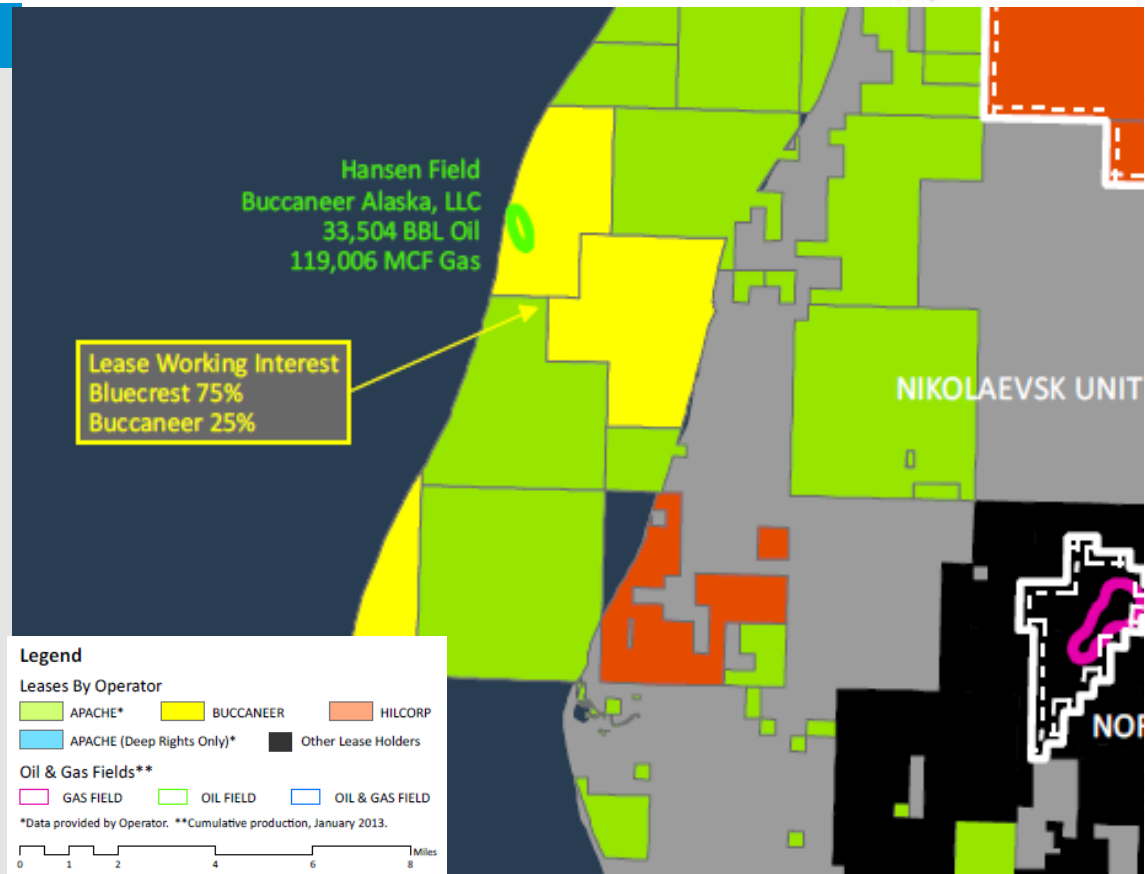 Hansen Field
Buccaneer Alaska, LLC
33,504 BBL Oil
119,006 MCF Gas
Lease Working Interest
Bluecrest 75%
Buccaneer 25%
NIKOLAEVSK UNIT
NOR
Legend
Leases By Operator
APACHE* BUCCANEER HILCORP
APACHE (Deep Rights Only)* Other Lease Holders
Oil & Gas Fields**
GAS FIELD OIL FIELD OIL & GAS FIELD
*Data provided by Operator. **Cumulative production, January 2013.
Miles
0 1 2 4 6 8